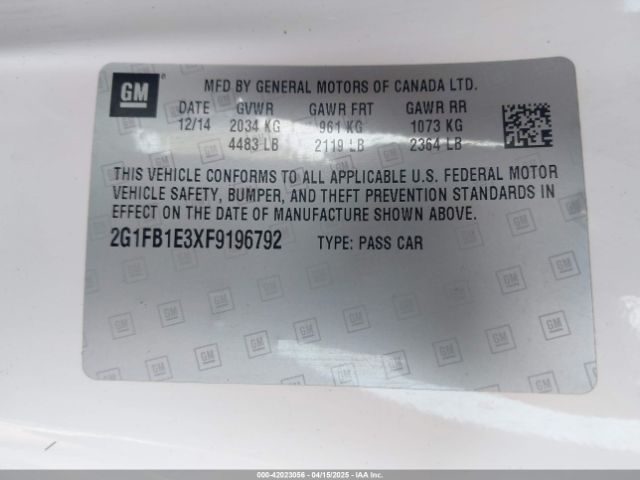 GM
MFD BY GENERAL MOTORS OF CANADA LTD.
DATE GVWR GAWR FRT GAWR RR
12/14 2034 KG 961 KG 1073 KG
4483 LB 2119 LB 2364 LB
THIS VEHICLE CONFORMS TO ALL APPLICABLE U.S. FEDERAL MOTOR
VEHICLE SAFETY, BUMPER, AND THEFT PREVENTION STANDARDS IN
EFFECT ON THE DATE OF MANUFACTURE SHOWN ABOVE.
2G1FB1E3XF9196792 TYPE: PASS CAR
000-42023056 - 04/15/2025 - IAAI.COM